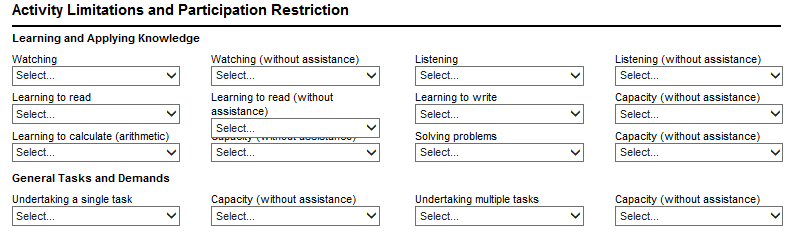 Activity Limitations and Participation Restriction
Learning and Applying Knowledge
Watching Watching (without assistance) Listening Listening (without assistance)
Select... Select... Select... Select...
Learning to read Learning to read (without assistance) Learning to write Capacity (without assistance)
Select... Select... Select... Select...
Learning to calculate (arithmetic) Capacity (without assistance) Solving problems Capacity (without assistance)
Select... Select... Select... Select...
General Tasks and Demands
Undertaking a single task Capacity (without assistance) Undertaking multiple tasks Capacity (without assistance)
Select... Select... Select... Select...